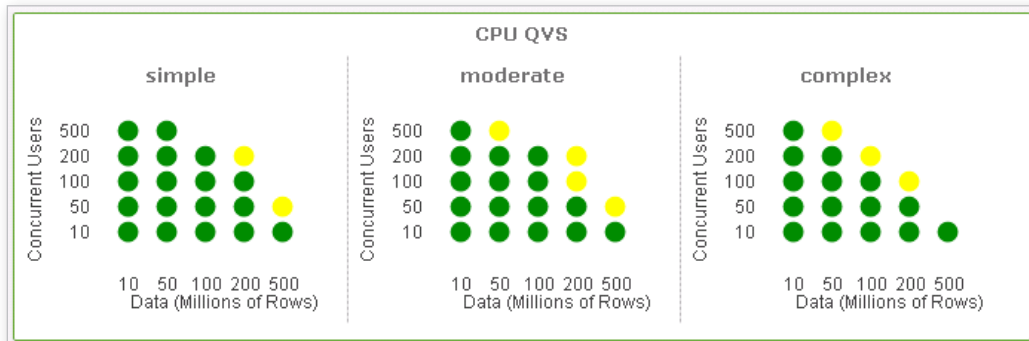 CPU QVS
simple
Concurrent Users
500
200
100
50
10
10 50 100 200 500
Data (Millions of Rows)
moderate
Concurrent Users
500
200
100
50
10
10 50 100 200 500
Data (Millions of Rows)
complex
Concurrent Users
500
200
100
50
10
10 50 100 200 500
Data (Millions of Rows)